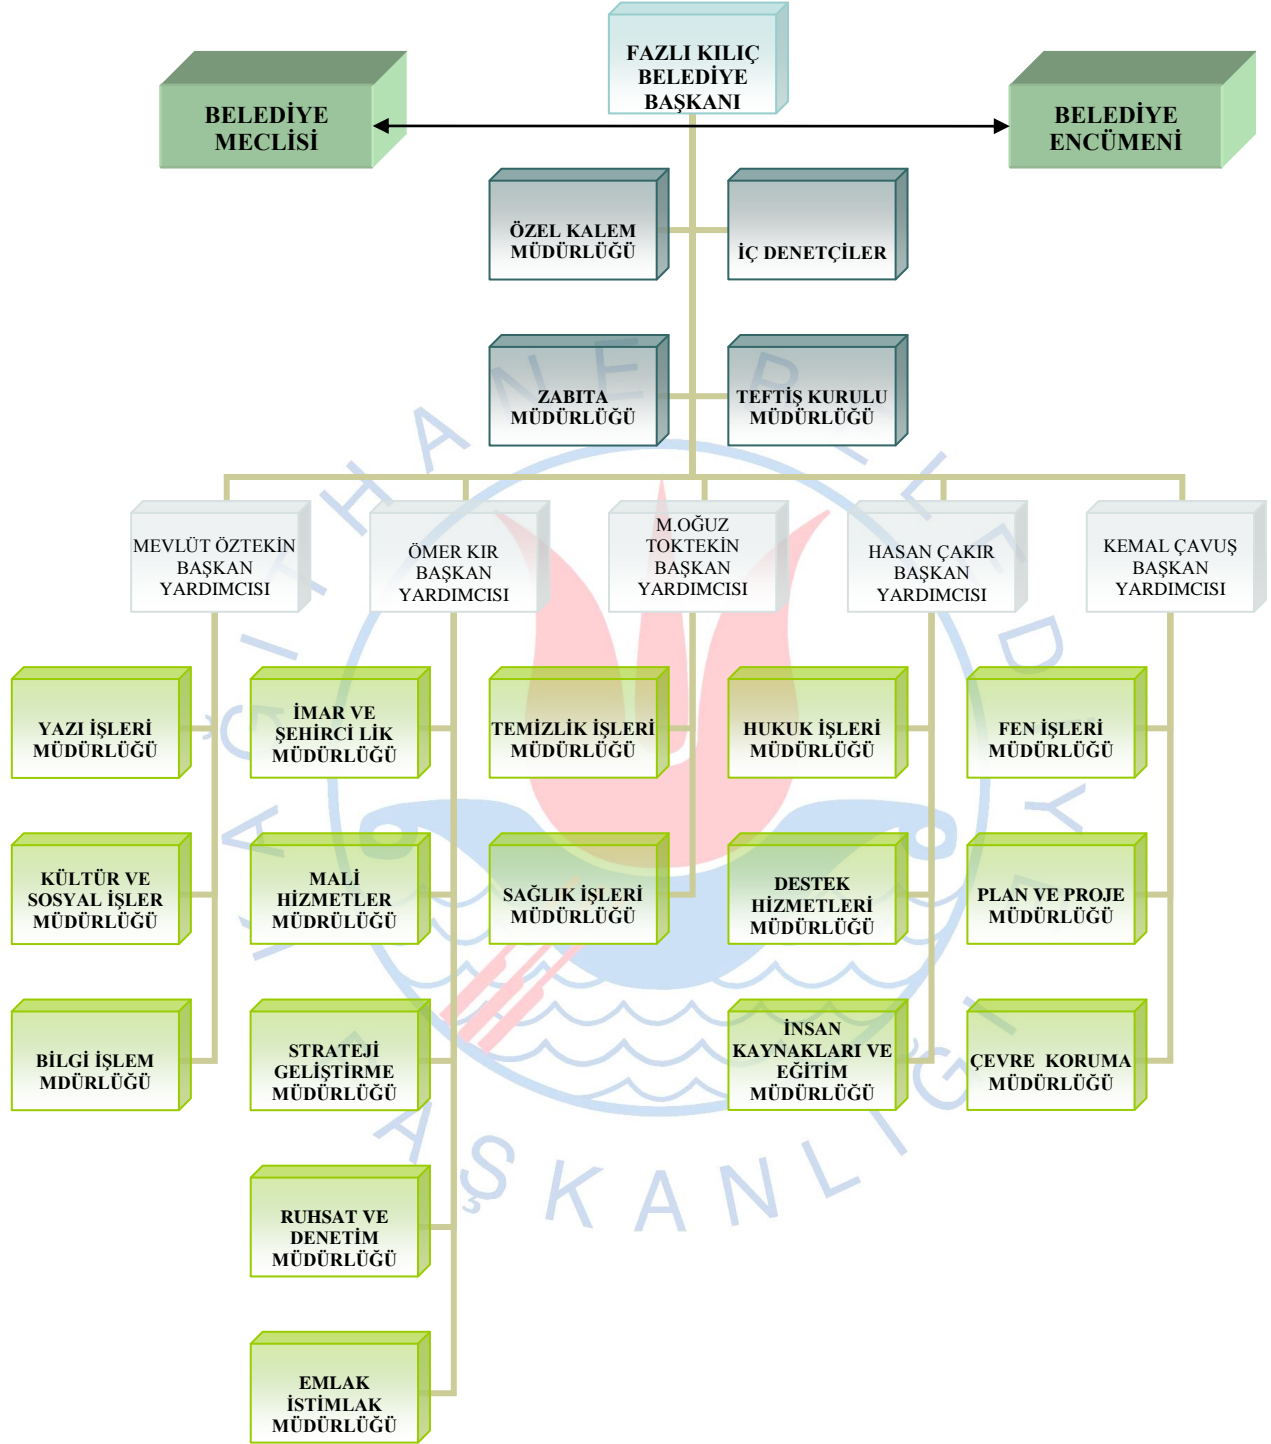 FAZLI KILIÇ
BELEDİYE
BAŞKANI
BELEDİYE
MECLİSİ
BELEDİYE
ENCÜMENİ
ÖZEL KALEM
MÜDÜRLÜĞÜ
İÇ DENETÇİLER
ZABITA
MÜDÜRLÜĞÜ
TEFTİŞ KURULU
MÜDÜRLÜĞÜ
MEVLÜT ÖZTEKİN
BAŞKAN
YARDIMCISI
ÖMER KIR
BAŞKAN
YARDIMCISI
M.OĞUZ
TOKTEKİN
BAŞKAN
YARDIMCISI
HASAN ÇAKIR
BAŞKAN
YARDIMCISI
KEMAL ÇAVUŞ
BAŞKAN
YARDIMCISI
YAZI İŞLERİ
MÜDÜRLÜĞÜ
İMAR VE
ŞEHİRCİ LİK
MÜDÜRLÜĞÜ
TEMİZLİK İŞLERİ
MÜDÜRLÜĞÜ
HUKUK İŞLERİ
MÜDÜRLÜĞÜ
FEN İŞLERİ
MÜDÜRLÜĞÜ
KÜLTÜR VE
SOSYAL İŞLER
MÜDÜRLÜĞÜ
MALİ
HİZMETLER
MÜDRÜLÜĞÜ
SAĞLIK İŞLERİ
MÜDÜRLÜĞÜ
DESTEK
HİZMETLERİ
MÜDÜRLÜĞÜ
PLAN VE PROJE
MÜDÜRLÜĞÜ
BİLGİ İŞLEM
MDÜRLÜĞÜ
STRATEJİ
GELİŞTİRME
MÜDÜRLÜĞÜ
İNSAN
KAYNAKLARI VE
EĞİTİM
MÜDÜRLÜĞÜ
ÇEVRE  KORUMA
MÜDÜRLÜĞÜ
RUHSAT VE
DENETİM
MÜDÜRLÜĞÜ
EMLAK
İSTİMLAK
MÜDÜRLÜĞÜ
KAĞITHANE BELEDİYE BAŞKANLIĞI